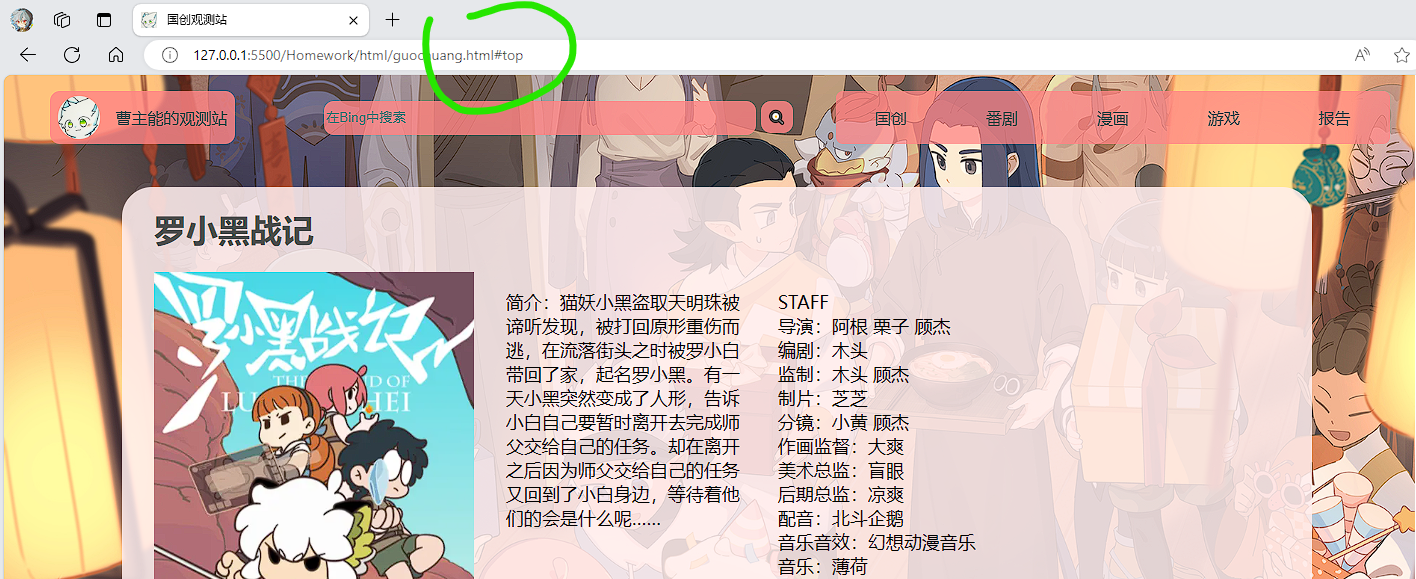 国创观测站
127.0.0.1:5500/Homework/html/guochuang.html#top
曹主能的观测站
在Bing中搜索
国创
番剧
漫画
游戏
报告
罗小黑战记
罗小黑战记
THE LEGEND OF
LUO XIAO HEI
简介：猫妖小黑盗取天明珠被
谛听发现，被打回原形重伤而
逃，在流落街头之时被罗小白
带回了家，起名罗小黑。有一
天小黑突然变成了人形，告诉
小白自己要暂时离开去完成师
父交给自己的任务。却在离开
之后因为师父交给自己的任务
又回到了小白身边，等待着他
们的会是什么呢……
STAFF
导演：阿根 栗子 顾杰
编剧：木头
监制：木头 顾杰
制片：芝芝
分镜：小黄 顾杰
作画监督：大爽
美术总监：盲眼
后期总监：凉爽
配音：北斗企鹅
音乐音效：幻想动漫音乐
音乐：薄荷